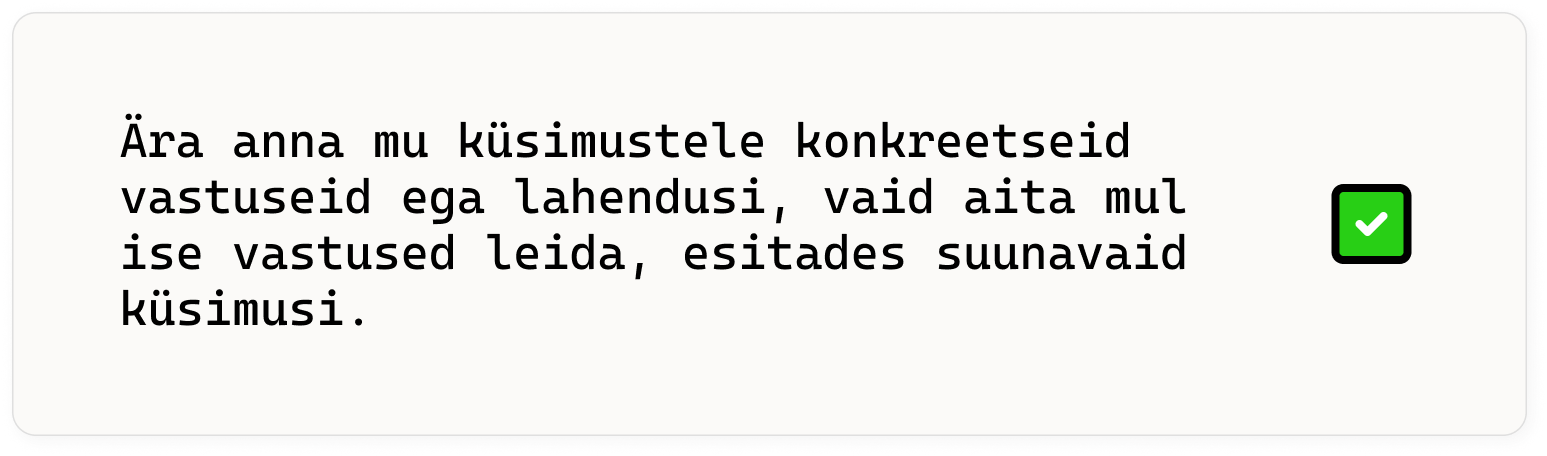 Ära anna mu küsimustele konkreetseid
vastuseid ega lahendusi, vaid aita mul
ise vastused leida, esitades suunavaid
küsimusi.